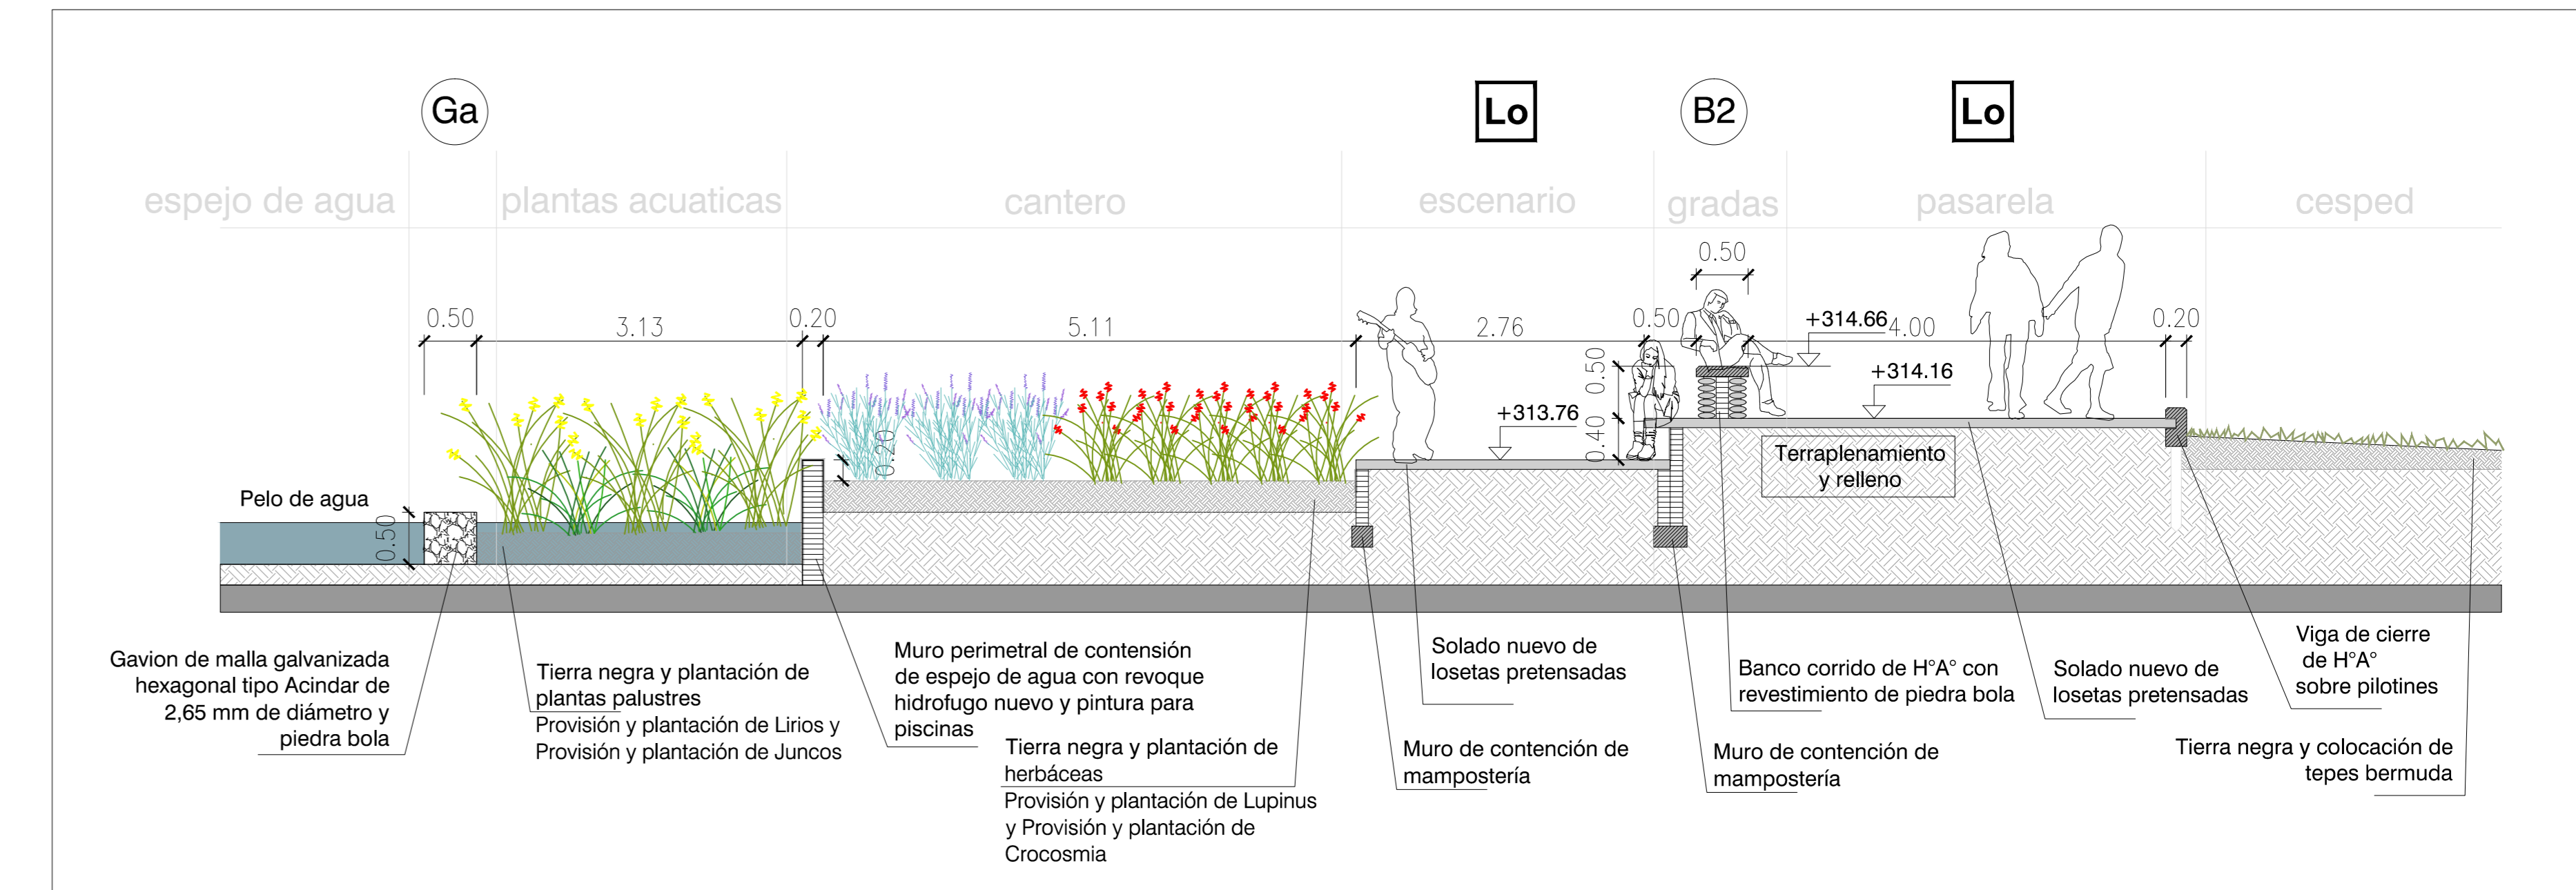 Ga
Lo
B2
Lo
espejo de agua
plantas acuaticas
cantero
escenario
gradas
pasarela
cesped
0.50
0.50
3.13
0.20
5.11
2.76
0.50
+314.66
4.00
0.20
0.50
+314.16
+313.76
0.40
0.20
Terraplenamiento
y relleno
Pelo de agua
0.50
Gavion de malla galvanizada
hexagonal tipo Acindar de
2,65 mm de diámetro y
piedra bola
Tierra negra y plantación de
plantas palustres
Provisión y plantación de Lirios y
Provisión y plantación de Juncos
Muro perimetral de contensión
de espejo de agua con revoque
hidrofugo nuevo y pintura para
piscinas
Tierra negra y plantación de
herbáceas
Provisión y plantación de Lupinus
y Provisión y plantación de
Crocosmia
Solado nuevo de
losetas pretensadas
Muro de contención de
mampostería
Banco corrido de H°A° con
revestimiento de piedra bola
Muro de contención de
mampostería
Solado nuevo de
losetas pretensadas
Viga de cierre
de H°A°
sobre pilotines
Tierra negra y colocación de
tepes bermuda